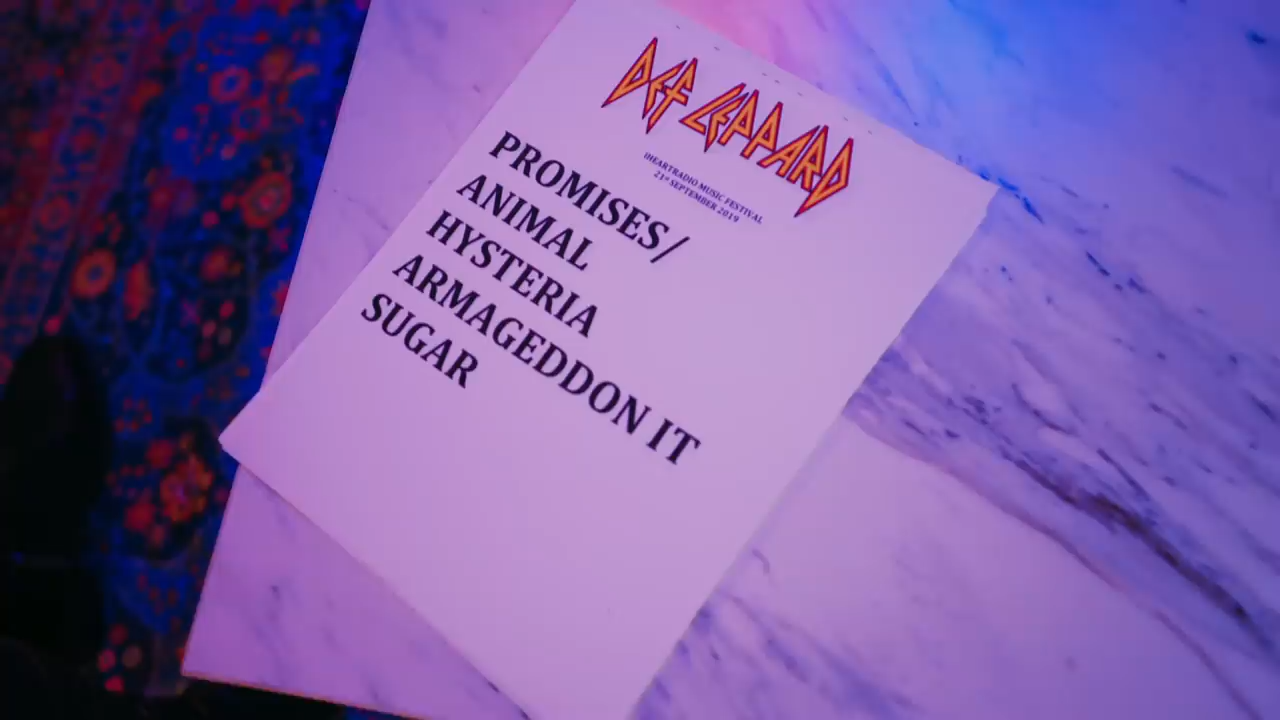 DEF LEPPARD
iHEARTRADIO MUSIC FESTIVAL
21st SEPTEMBER 2019
PROMISES/
ANIMAL
HYSTERIA
ARMAGEDDON IT
SUGAR